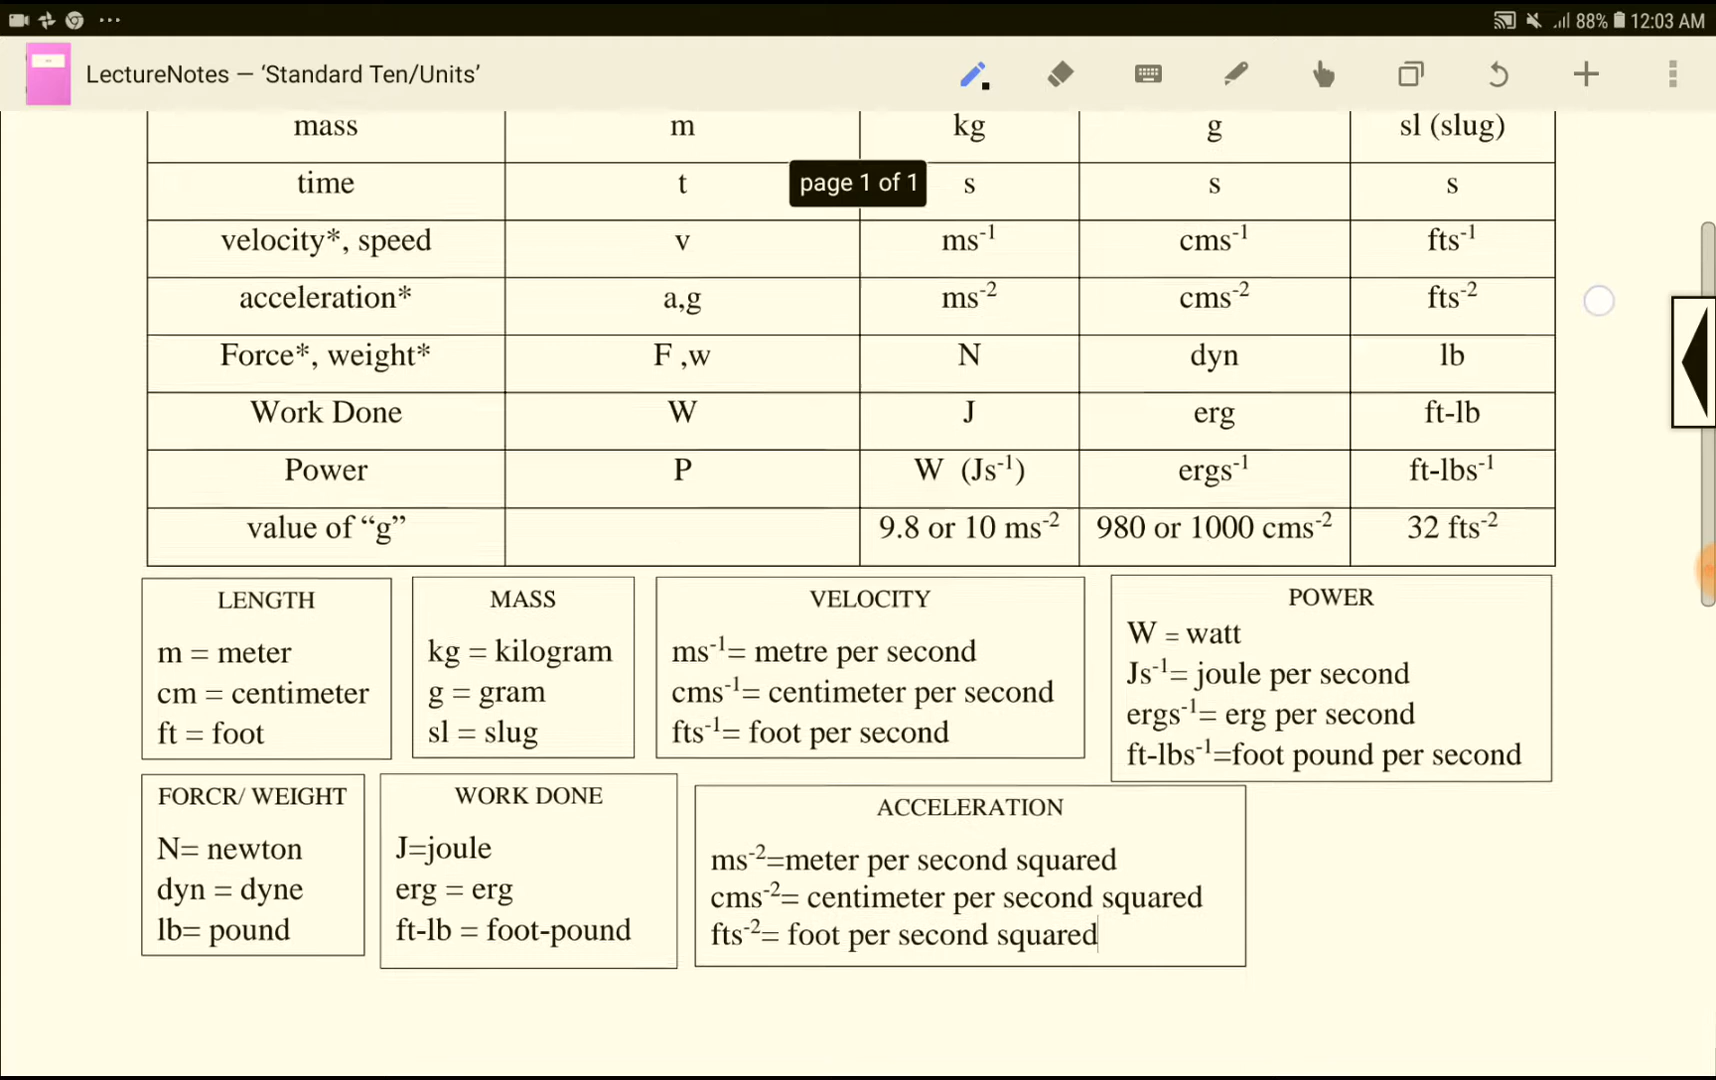 88% 12:03 AM
LectureNotes — ‘Standard Ten/Units’
mass m kg g sl (slug)
time t s s s
page 1 of 1
velocity*, speed v ms⁻¹ cms⁻¹ fts⁻¹
acceleration* a,g ms⁻² cms⁻² fts⁻²
Force*, weight* F ,w N dyn lb
Work Done W J erg ft-lb
Power P W (Js⁻¹) ergs⁻¹ ft-lbs⁻¹
value of “g” 9.8 or 10 ms⁻² 980 or 1000 cms⁻² 32 fts⁻²
LENGTH
m = meter
cm = centimeter
ft = foot
MASS
kg = kilogram
g = gram
sl = slug
VELOCITY
ms⁻¹= metre per second
cms⁻¹= centimeter per second
fts⁻¹= foot per second
POWER
W = watt
Js⁻¹= joule per second
ergs⁻¹= erg per second
ft-lbs⁻¹=foot pound per second
FORCR/ WEIGHT
N= newton
dyn = dyne
lb= pound
WORK DONE
J=joule
erg = erg
ft-lb = foot-pound
ACCELERATION
ms⁻²=meter per second squared
cms⁻²= centimeter per second squared
fts⁻²= foot per second squared